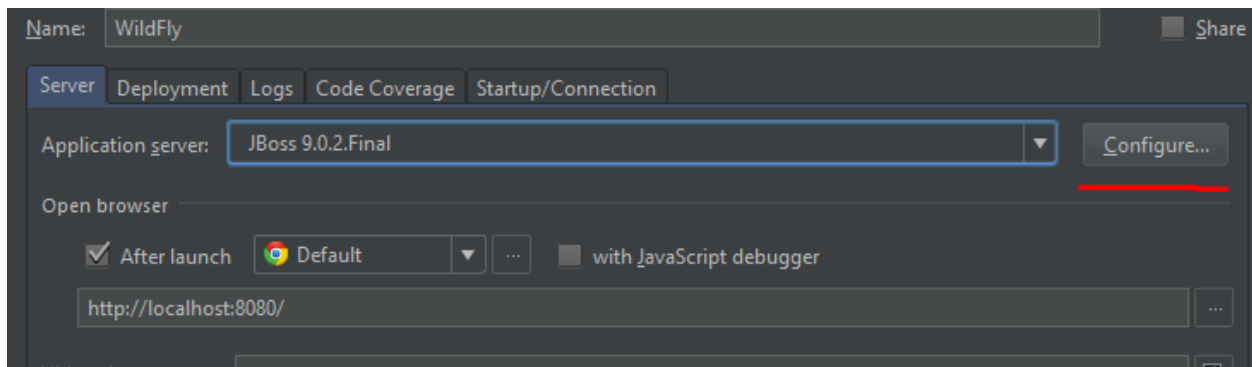 Name: WildFly Share
Server Deployment Logs Code Coverage Startup/Connection
Application server: JBoss 9.0.2.Final Configure...
Open browser
After launch Default ... with JavaScript debugger
http://localhost:8080/ ...